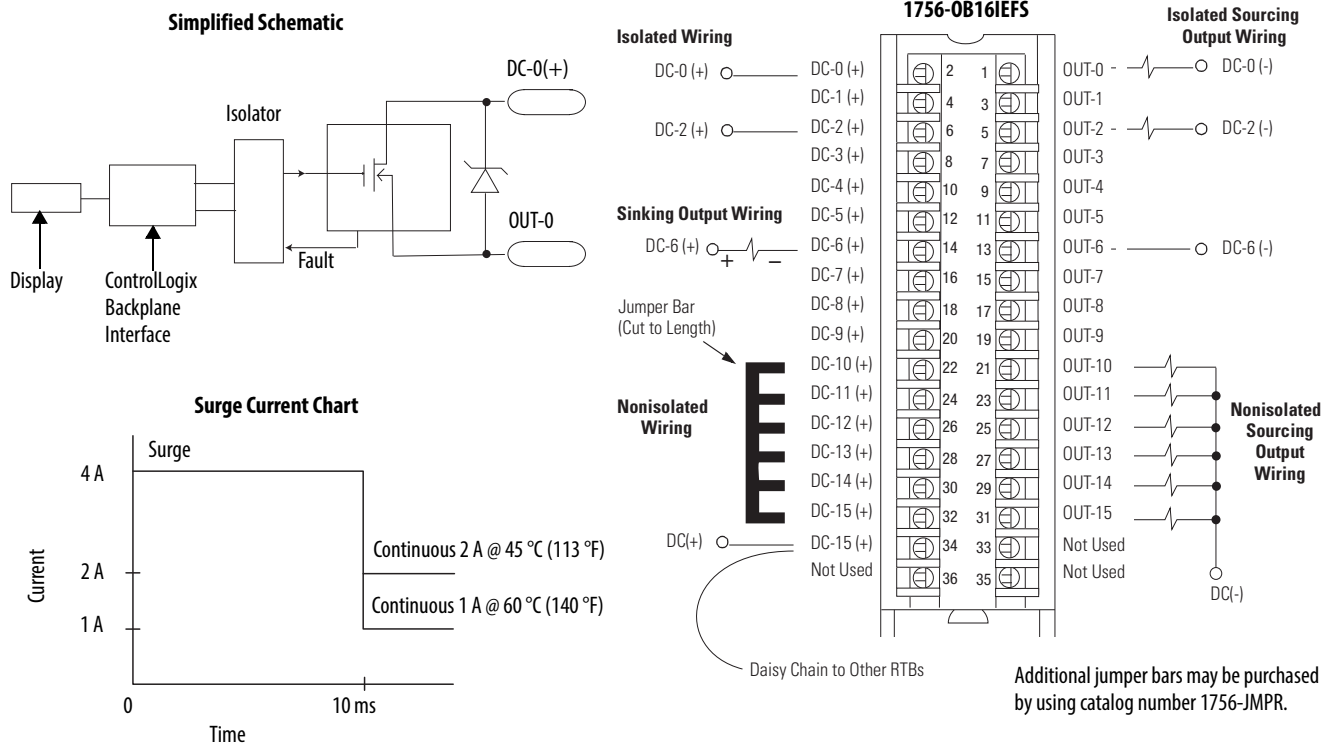 Simplified Schematic
DC-0(+)
Isolator
OUT-0
Fault
Display
ControlLogix
Backplane
Interface
Surge Current Chart
Surge
4 A
2 A
1 A
Current
Continuous 2 A @ 45 °C (113 °F)
Continuous 1 A @ 60 °C (140 °F)
0
10 ms
Time
1756-OB16IEFS
Isolated Wiring
Isolated Sourcing
Output Wiring
DC-0 (+)
DC-0 (+) 2 1 OUT-0
DC-0 (-)
DC-1 (+) 4 3 OUT-1
DC-2 (+)
DC-2 (+) 6 5 OUT-2
DC-2 (-)
DC-3 (+) 8 7 OUT-3
DC-4 (+) 10 9 OUT-4
Sinking Output Wiring
DC-5 (+) 12 11 OUT-5
DC-6 (+)
+ –
DC-6 (+) 14 13 OUT-6
DC-6 (-)
DC-7 (+) 16 15 OUT-7
Jumper Bar
(Cut to Length)
DC-8 (+) 18 17 OUT-8
DC-9 (+) 20 19 OUT-9
DC-10 (+) 22 21 OUT-10
DC-11 (+) 24 23 OUT-11
Nonisolated
Wiring
DC-12 (+) 26 25 OUT-12
DC-13 (+) 28 27 OUT-13
DC-14 (+) 30 29 OUT-14
DC-15 (+) 32 31 OUT-15
Nonisolated
Sourcing
Output
Wiring
DC(+)
DC-15 (+) 34 33 Not Used
Not Used 36 35 Not Used
DC(-)
Daisy Chain to Other RTBs
Additional jumper bars may be purchased
by using catalog number 1756-JMPR.